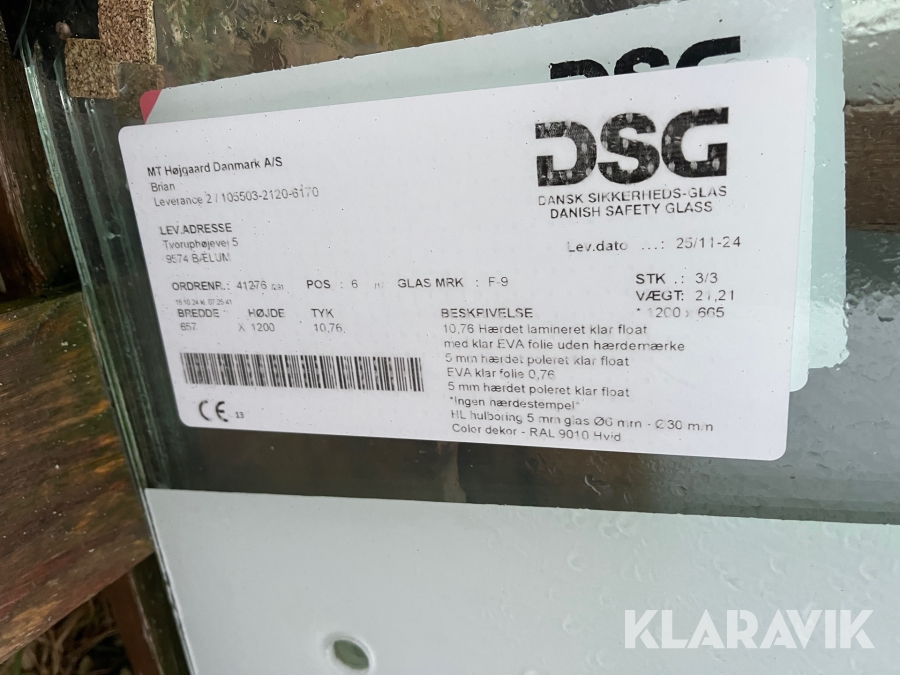 DSG
DSG
DANSK SIKKERHEDS-GLAS
DANISH SAFETY GLASS
MT Højgaard Danmark A/S
Brian
Leverance 2 / 105503-2120-6170
LEV.ADRESSE
Tvoruphøjevej 5
9574 BÆLUM
Lev.dato ...: 25/11-24
ORDRENR.: 41276 POS : 6 GLAS MRK : F-9
STK . : 3/3
VÆGT: 21,21
BREDDE HØJDE TYK BESKRIVELSE * 1200 x 665
657 X 1200 10,76
10,76 Hærdet lamineret klar float
med klar EVA folie uden hærdemærke
5 mm hærdet poleret klar float
EVA klar folie 0,76
5 mm hærdet poleret klar float
"Ingen hærdestempel"
HL hulboring 5 mm glas Ø6 mm - Ø30 mm
Color dekor - RAL 9010 Hvid
CE 13
KLARAVIK